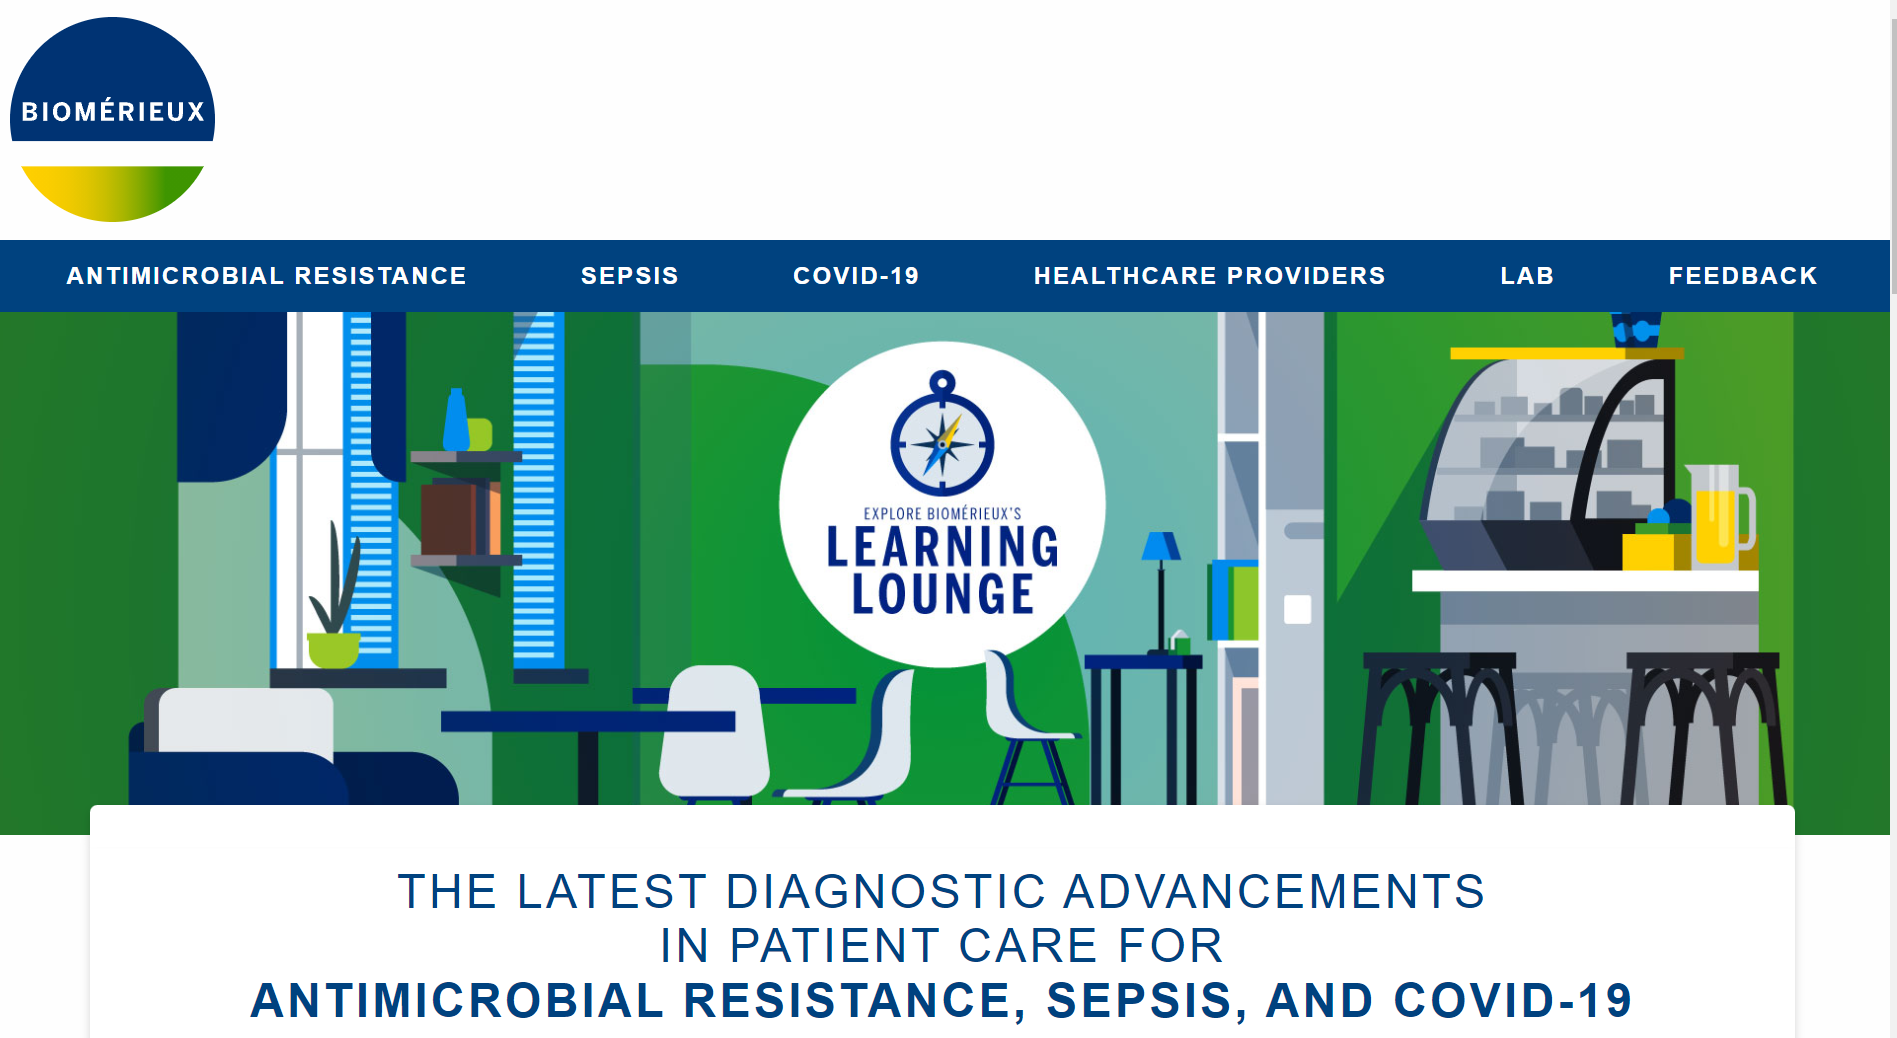 BIOMÉRIEUX
ANTIMICROBIAL RESISTANCE SEPSIS COVID-19 HEALTHCARE PROVIDERS LAB FEEDBACK
EXPLORE BIOMÉRIEUX'S
LEARNING
LOUNGE
THE LATEST DIAGNOSTIC ADVANCEMENTS
IN PATIENT CARE FOR
ANTIMICROBIAL RESISTANCE, SEPSIS, AND COVID-19